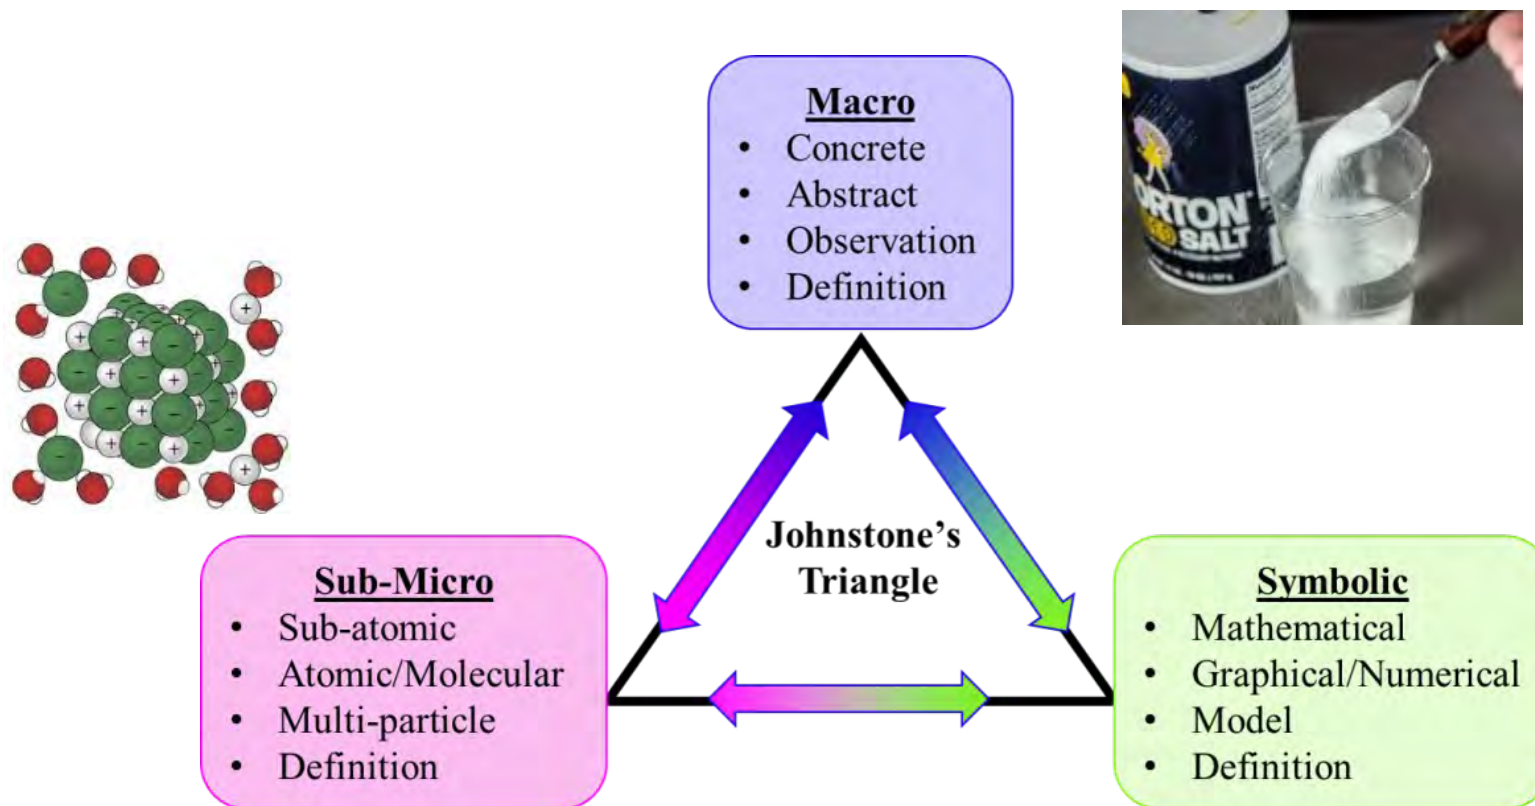 Macro
• Concrete
• Abstract
• Observation
• Definition
ORTON
SALT
Johnstone's
Triangle
Sub-Micro
• Sub-atomic
• Atomic/Molecular
• Multi-particle
• Definition
Symbolic
• Mathematical
• Graphical/Numerical
• Model
• Definition